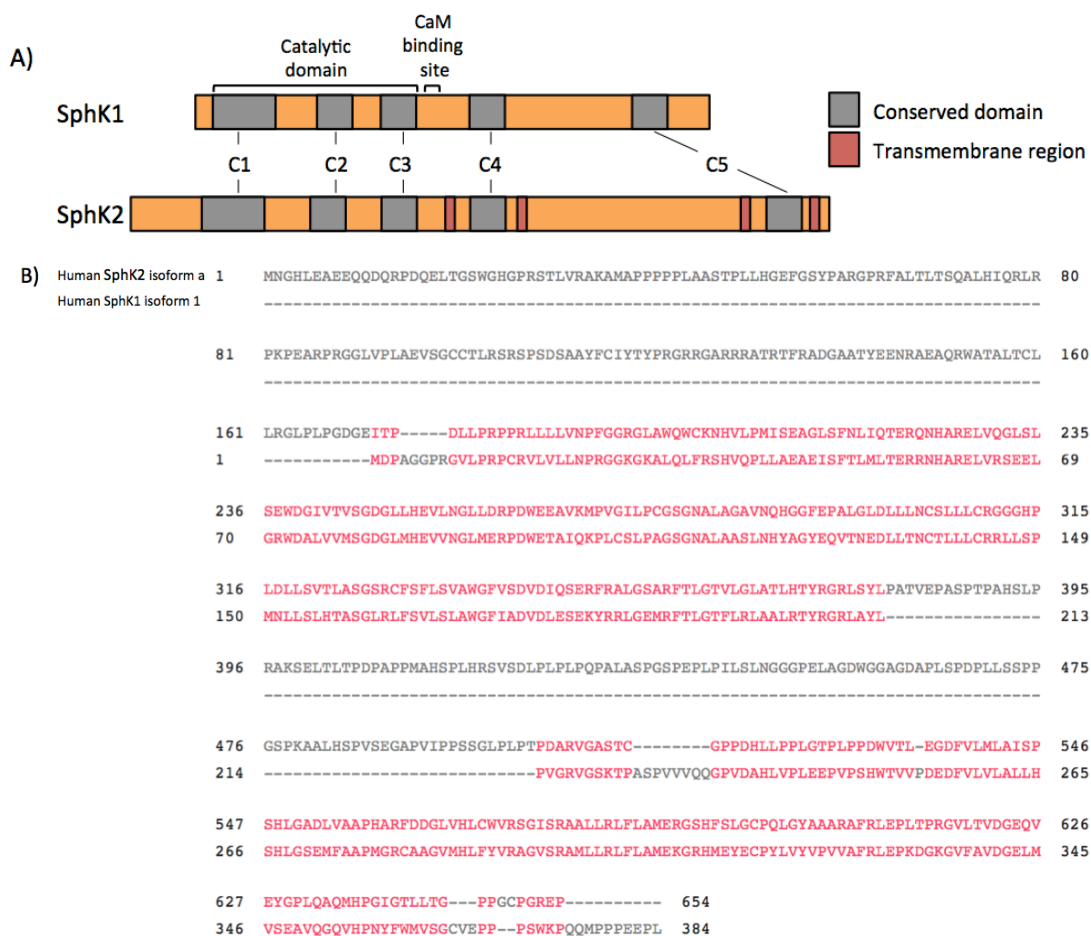 A)
Catalytic domain
CaM binding site
SphK1
Conserved domain
Transmembrane region
C1 C2 C3 C4 C5
SphK2
B) Human SphK2 isoform a 1 MNGHLEAEEQQDQRPDQELTGSWGHGPRSTLVRAKAMAPPPPPLAASTPLLHGEFGSYPARGPRFALTLTSQALHIQRLR 80
Human SphK1 isoform 1 --------------------------------------------------------------------------------
81 PKPEARPRGGLVPLAEVSGCCTLRSRSPSDSAAYFCIYTYPRGRRGARRRATRTFRADGAATYEENRAEAQRWATALTCL 160
--------------------------------------------------------------------------------
161 LRGLPLPGDGEITP-----DLLPRPPRLLLLVNPFGGRGLAWQWCKNHVLPMISEAGLSFNLIQTERQNHARELVQGLSL 235
1 -----------MDPAGGPRGVLPRPCRVLVLLNPRGGKGKALQLFRSHVQPLLAEAEISFTLMLTERRNHARELVRSEEL 69
236 SEWDGIVTVSGDGLLHEVLNGLLDRPDWEEAVKMPVGILPCGSGNALAGAVNQHGGFEPALGLDLLLNCSLLLCRGGGHP 315
70 GRWDALVVMSGDGLMHEVVNGLMERPDWETAIQKPLCSLPAGSGNALAASLNHYAGYEQVTNEDLLTNCTLLLCRRLLSP 149
316 LDLLSVTLASGSRCFSFLSVAWGFVSDVDIQSERFRALGSARFTLGTVLGLATLHTYRGRLSYLPATVEPASPTPAHSLP 395
150 MNLLSLHTASGLRLFSVLSLAWGFIADVDLESEKYRRLGEMRFTLGTFLRLAALRTYRGRLAYL---------------- 213
396 RAKSELTLTPDPAPPMAHSPLHRSVSDLPLPLPQPALASPGSPEPLPILSLNGGGPELAGDWGGAGDAPLSPDPLLSSPP 475
--------------------------------------------------------------------------------
476 GSPKAALHSPVSEGAPVIPPSSGLPLPTPDARVGASTC--------GPPDHLLPPLGTPLPPDWVTL-EGDFVLMLAISP 546
214 ----------------------------PVGRVGSKTPASPVVVQQGPVDAHLVPLEEPVPSHWTVVPDEDFVLVLALLH 265
547 SHLGADLVAAPHARFDDGLVHLCWVRSGISRAALLRLFLAMERGSHFSLGCPQLGYAAARAFRLEPLTPRGVLTVDGEQV 626
266 SHLGSEMFAAPMGRCAAGVMHLFYVRAGVSRAMLLRLFLAMEKGRHMEYECPYLVYVPVVAFRLEPKDGKGVFAVDGELM 345
627 EYGPLQAQMHPGIGTLLTG---PPGCPGREP---------- 654
346 VSEAVQGQVHPNYFWMVSGCVEPP--PSWKPQQMPPPEEPL 384